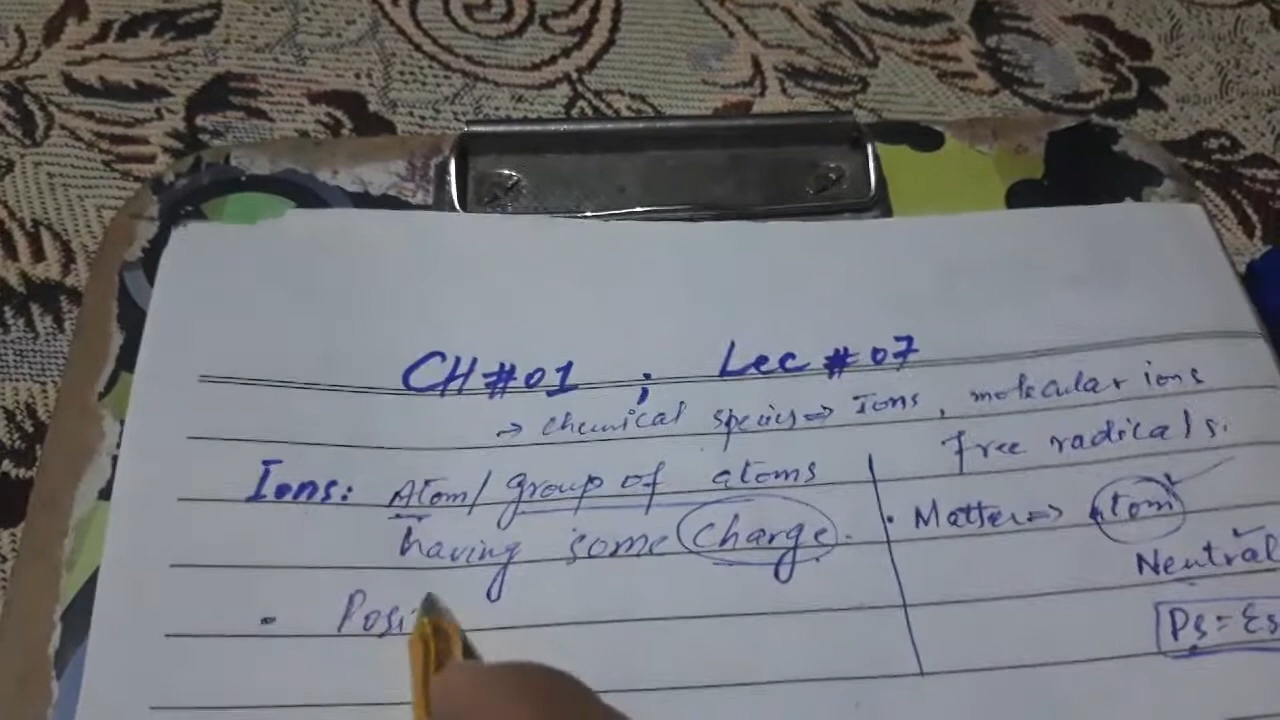 CH#01 ; Lec # 07
→ chemical species ⇒ Ions, molecular ions
free radicals.
Ions: Atom/group of atoms
having some charge.
• Posi
• Matter ⇒ atom
Neutral
Ps = Es